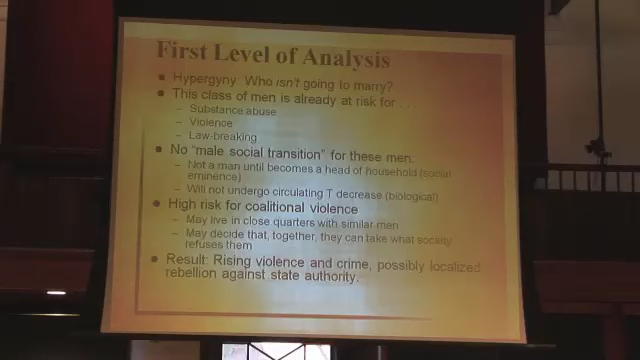 First Level of Analysis
Hypergyny: Who isn't going to marry?
This class of men is already at risk for . . .
– Substance abuse
– Violence
– Law-breaking
No "male social transition" for these men:
– Not a man until becomes a head of household (social
eminence)
– Will not undergo circulating T decrease (biological)
High risk for coalitional violence
– May live in close quarters with similar men
– May decide that, together, they can take what society
refuses them
Result: Rising violence and crime, possibly localized
rebellion against state authority.